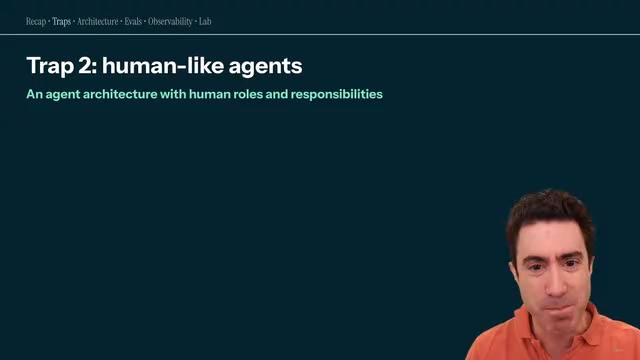 Recap • Traps • Architecture • Evals • Observability • Lab
Trap 2: human-like agents
An agent architecture with human roles and responsibilities